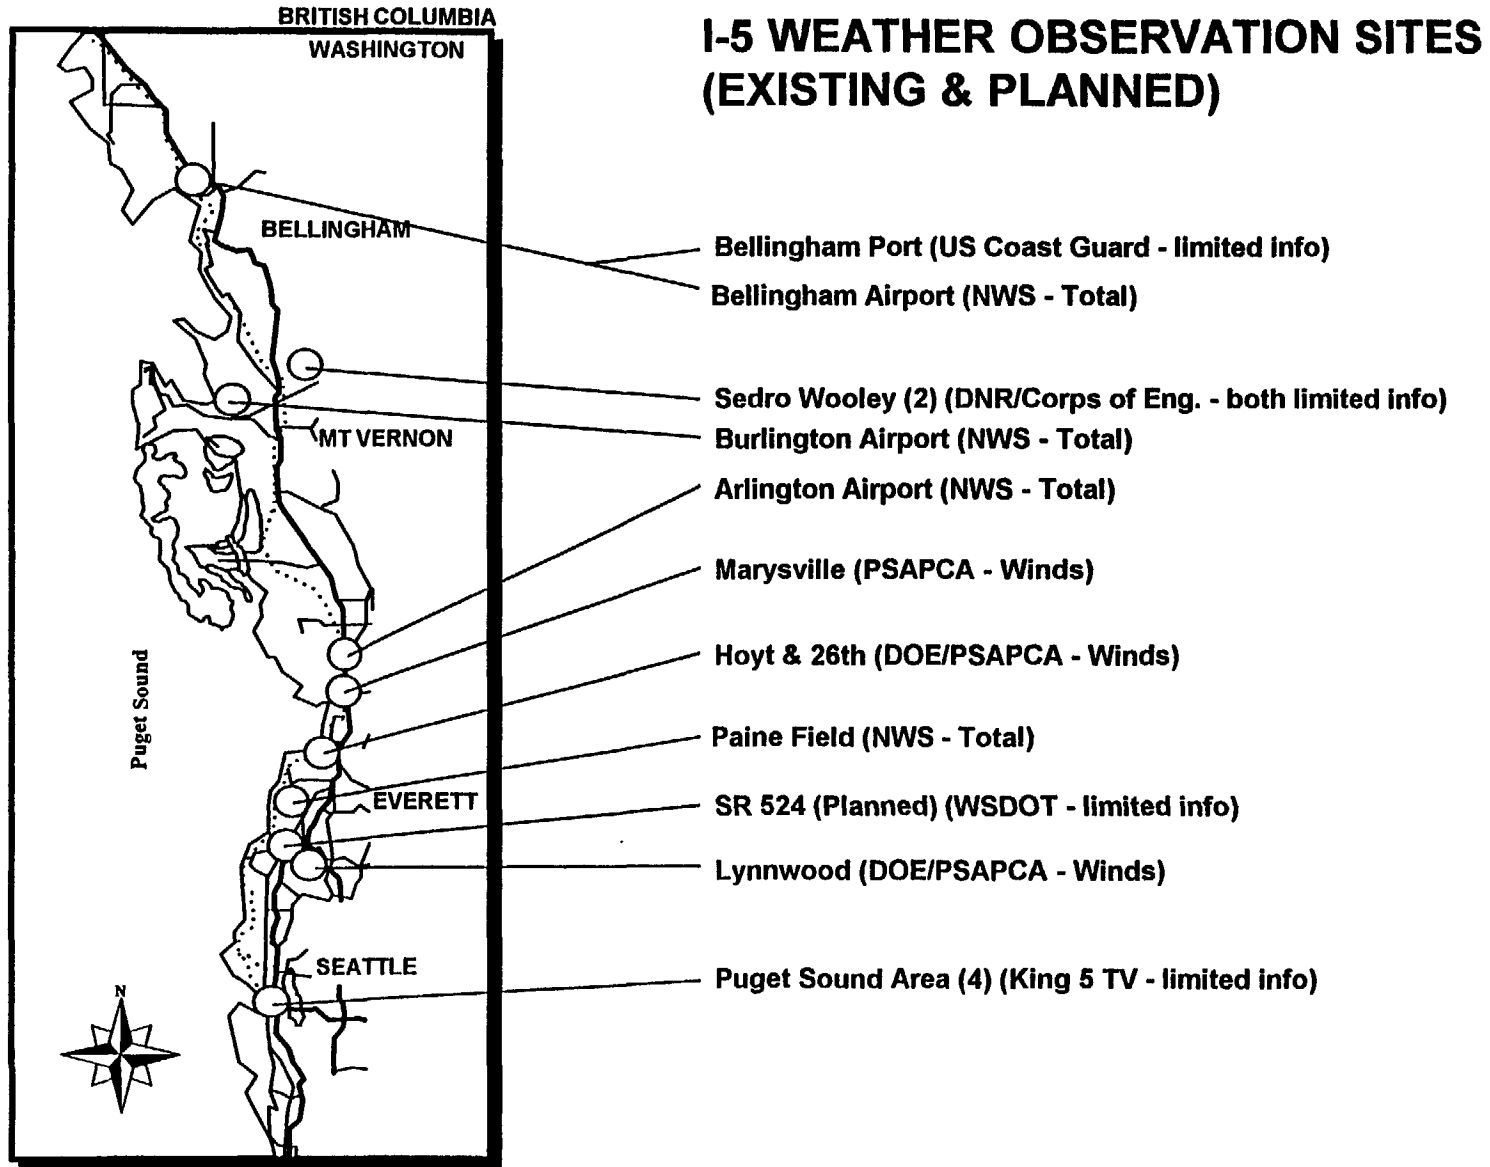 BRITISH COLUMBIA
WASHINGTON
I-5 WEATHER OBSERVATION SITES
(EXISTING & PLANNED)
BELLINGHAM
Bellingham Port (US Coast Guard - limited info)
Bellingham Airport (NWS - Total)
Sedro Wooley (2) (DNR/Corps of Eng. - both limited info)
MT VERNON
Burlington Airport (NWS - Total)
Arlington Airport (NWS - Total)
Marysville (PSAPCA - Winds)
Puget Sound
Hoyt & 26th (DOE/PSAPCA - Winds)
Paine Field (NWS - Total)
EVERETT
SR 524 (Planned) (WSDOT - limited info)
Lynnwood (DOE/PSAPCA - Winds)
SEATTLE
Puget Sound Area (4) (King 5 TV - limited info)
N